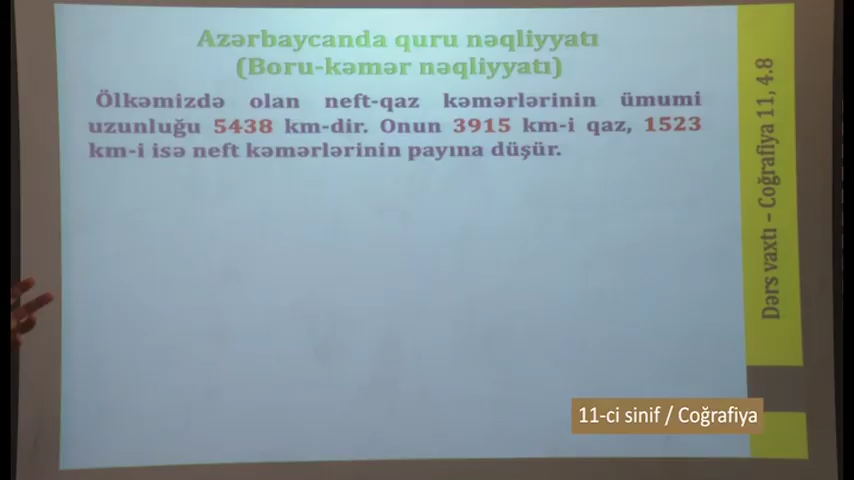 Azərbaycanda quru nəqliyyatı
(Boru-kəmər nəqliyyatı)
Ölkəmizdə olan neft-qaz kəmərlərinin ümumi
uzunluğu 5438 km-dir. Onun 3915 km-i qaz, 1523
km-i isə neft kəmərlərinin payına düşür.
Dərs vaxtı – Coğrafiya 11, 4.8
11-ci sinif / Coğrafiya